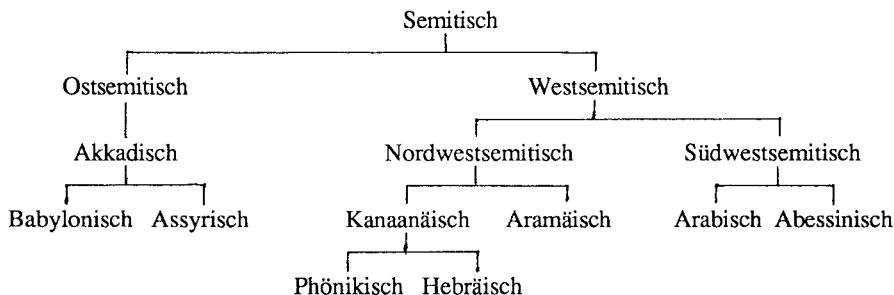 Semitisch
Ostsemitisch Westsemitisch
Akkadisch Nordwestsemitisch Südwestsemitisch
Babylonisch Assyrisch Kanaanäisch Aramäisch Arabisch Abessinisch
Phönikisch Hebräisch